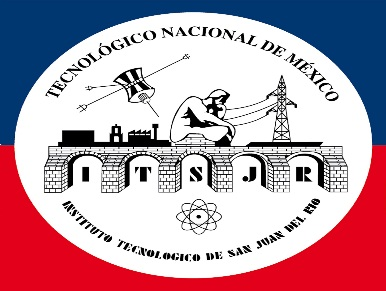 TECNOLÓGICO NACIONAL DE MÉXICO
I T S J R
INSTITUTO TECNOLOGICO DE SAN JUAN DEL RIO